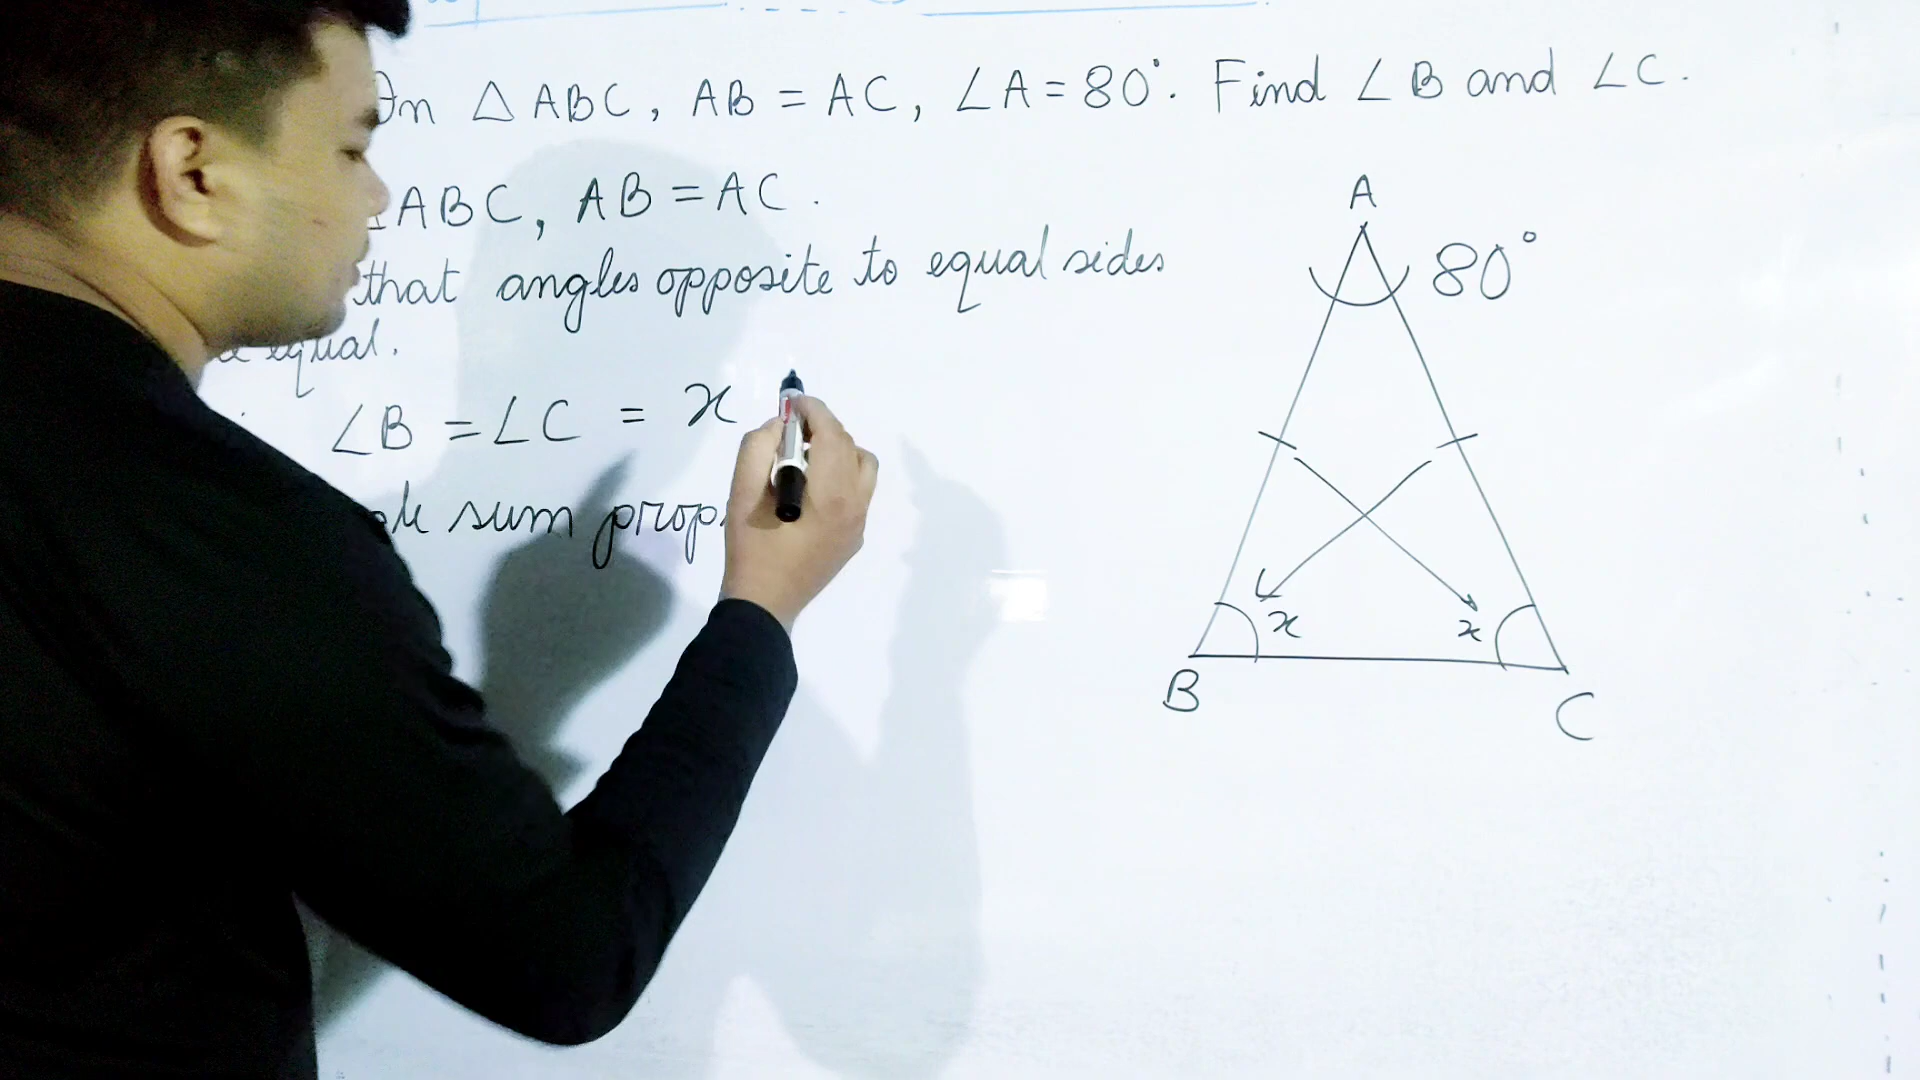 In △ ABC, AB = AC, ∠A = 80°. Find ∠B and ∠C.
ABC, AB = AC.
that angles opposite to equal sides
equal.
∠B = ∠C = x
sum
A
80°
x
x
B
C